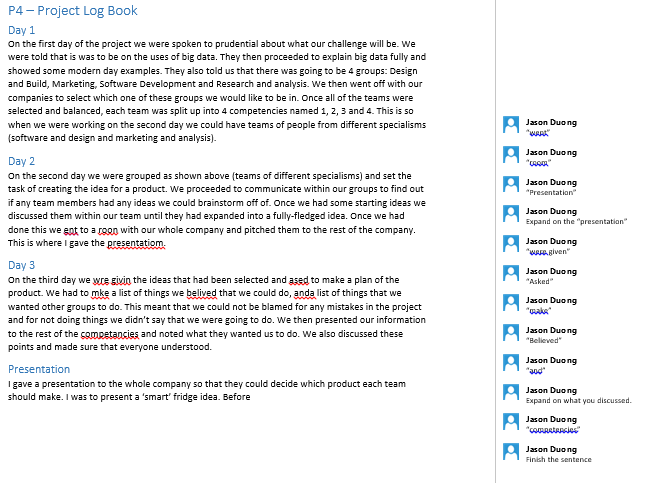 P4 – Project Log Book
Day 1
On the first day of the project we were spoken to prudential about what our challenge will be. We
were told that is was to be on the uses of big data. They then proceeded to explain big data fully and
showed some modern day examples. They also told us that there was going to be 4 groups: Design
and Build, Marketing, Software Development and Research and analysis. We then went off with our
companies to select which one of these groups we would like to be in. Once all of the teams were
selected and balanced, each team was split up into 4 competencies named 1, 2, 3 and 4. This is so
when we were working on the second day we could have teams of people from different specialisms
(software and design and marketing and analysis).
Day 2
On the second day we were grouped as shown above (teams of different specialisms) and set the
task of creating the idea for a product. We proceeded to communicate within our groups to find out
if any team members had any ideas we could brainstorm off of. Once we had some starting ideas we
discussed them within our team until they had expanded into a fully-fledged idea. Once we had
done this we ent to a roon with our whole company and pitched them to the rest of the company.
This is where I gave the presentatiom.
Day 3
On the third day we wre givin the ideas that had been selected and ased to make a plan of the
product. We had to mke a list of things we belived that we could do, anda list of things that we
wanted other groups to do. This meant that we could not be blamed for any mistakes in the project
and for not doing things we didn't say that we were going to do. We then presented our information
to the rest of the competancies and noted what they wanted us to do. We also discussed these
points and made sure that everyone understood.
Presentation
I gave a presentation to the whole company so that they could decide which product each team
should make. I was to present a 'smart' fridge idea. Before
Jason Duong
"went"
Jason Duong
"room"
Jason Duong
"Presentation"
Jason Duong
Expand on the "presentation"
Jason Duong
"were given"
Jason Duong
"Asked"
Jason Duong
"make"
Jason Duong
"Believed"
Jason Duong
"and"
Jason Duong
Expand on what you discussed.
Jason Duong
"competencies"
Jason Duong
Finish the sentence